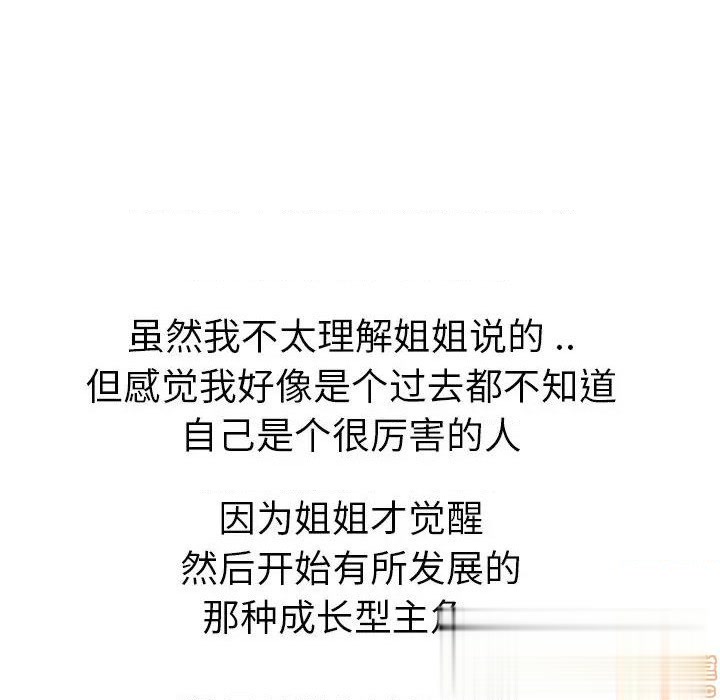 虽然我不太理解姐姐说的 ..
但感觉我好像是个过去都不知道
自己是个很厉害的人
因为姐姐才觉醒
然后开始有所发展的
那种成长型主角